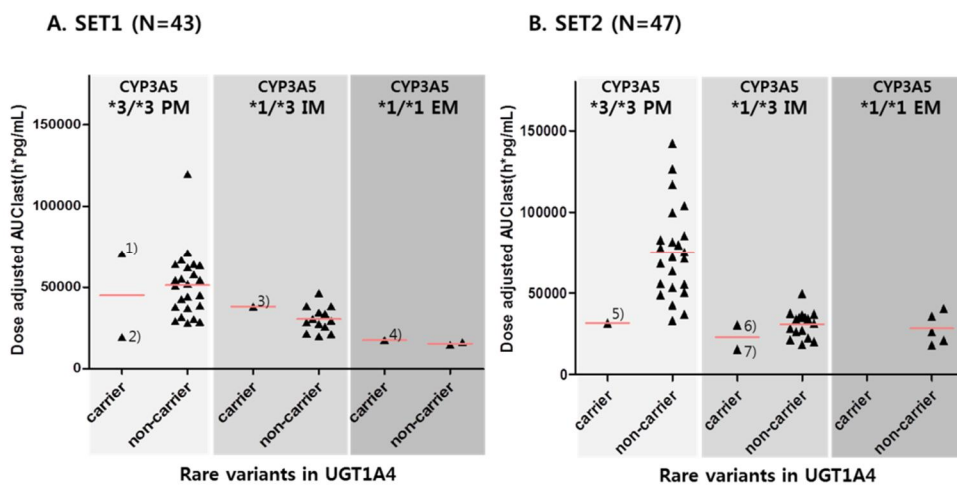 A. SET1 (N=43)
B. SET2 (N=47)
Dose adjusted AUClast(h*pg/mL)
150000
100000
50000
0
CYP3A5
*3/*3 PM
CYP3A5
*1/*3 IM
CYP3A5
*1/*1 EM
1)
2)
3)
4)
carrier
non-carrier
carrier
non-carrier
carrier
non-carrier
Rare variants in UGT1A4
Dose adjusted AUClast(h*pg/mL)
150000
100000
50000
0
CYP3A5
*3/*3 PM
CYP3A5
*1/*3 IM
CYP3A5
*1/*1 EM
5)
6)
7)
carrier
non-carrier
carrier
non-carrier
carrier
non-carrier
Rare variants in UGT1A4